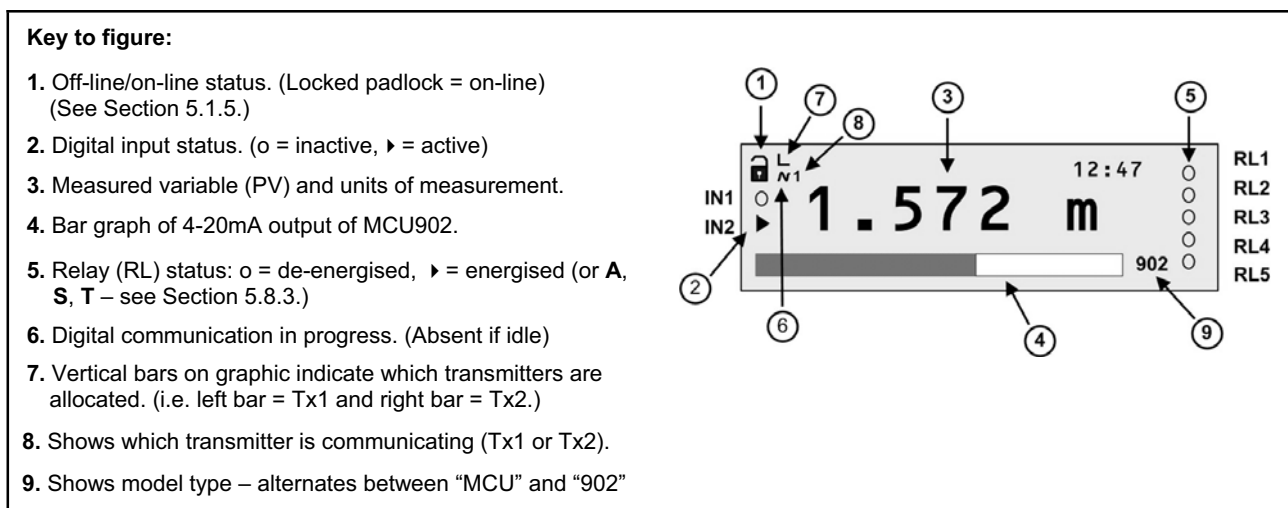 Key to figure:
1. Off-line/on-line status. (Locked padlock = on-line)
(See Section 5.1.5.)
2. Digital input status. (o = inactive, ▶ = active)
3. Measured variable (PV) and units of measurement.
4. Bar graph of 4-20mA output of MCU902.
5. Relay (RL) status: o = de-energised, ▶ = energised (or A,
S, T – see Section 5.8.3.)
6. Digital communication in progress. (Absent if idle)
7. Vertical bars on graphic indicate which transmitters are
allocated. (i.e. left bar = Tx1 and right bar = Tx2.)
8. Shows which transmitter is communicating (Tx1 or Tx2).
9. Shows model type – alternates between “MCU” and “902”
1
7
8
3
5
12:47
1
IN1
IN2
1.572 m
902
RL1
RL2
RL3
RL4
RL5
2
6
4
9